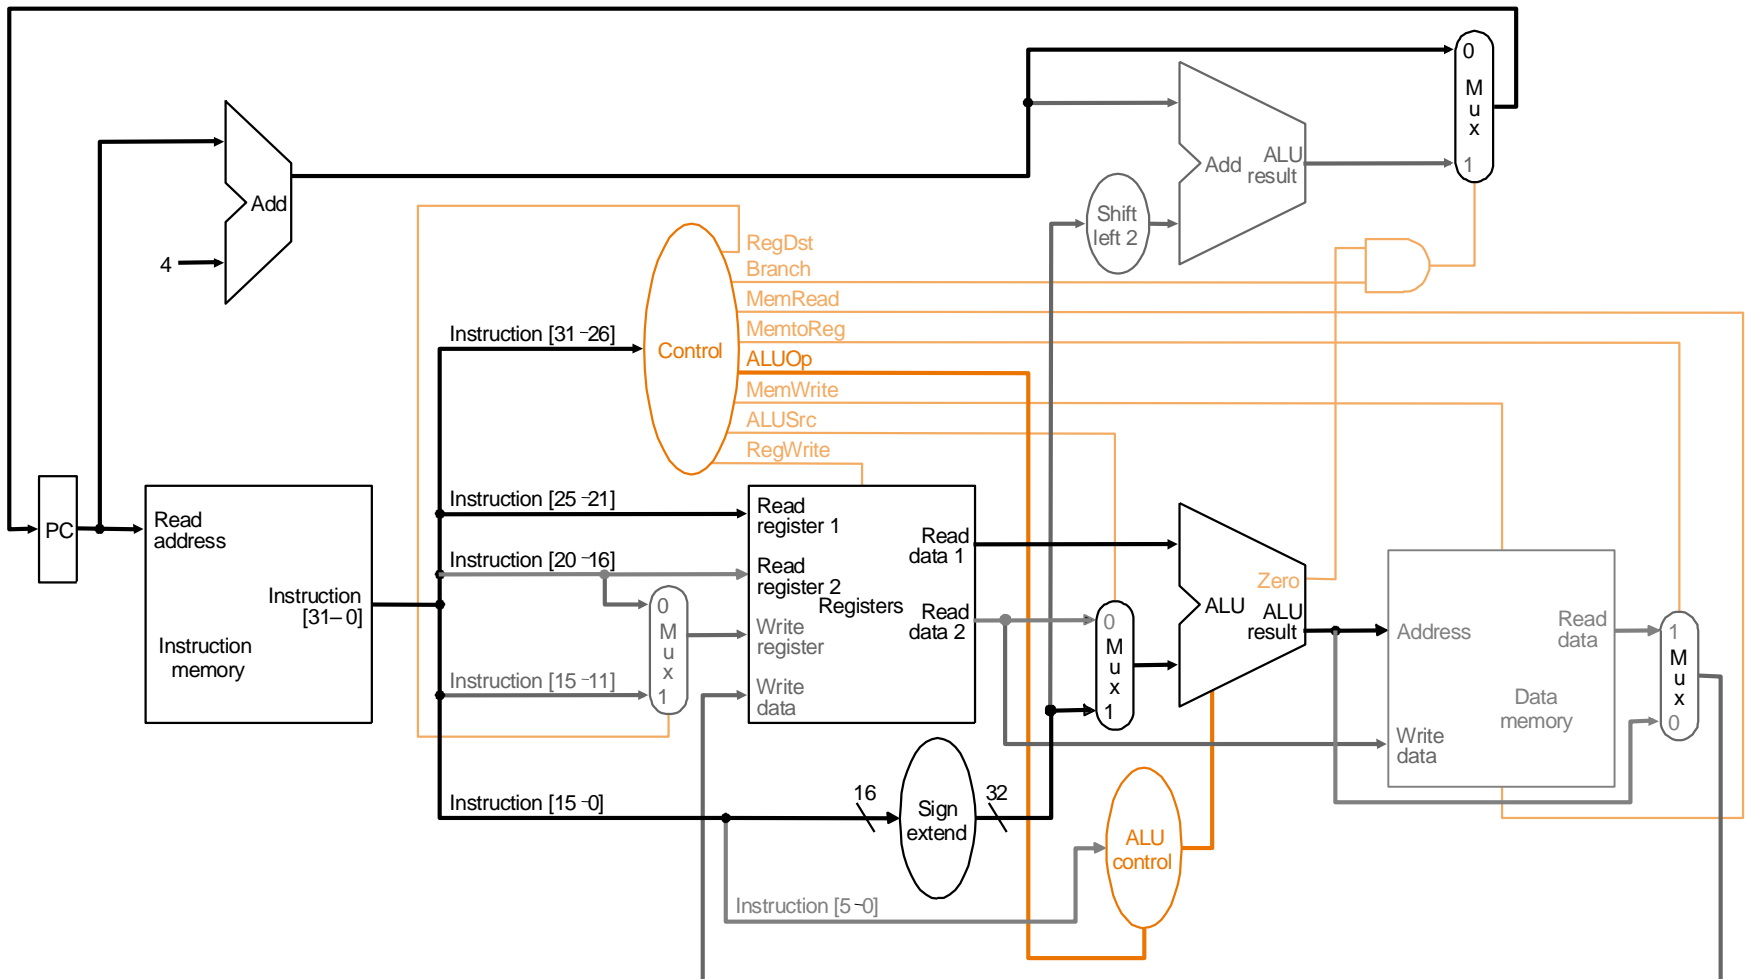 0
M
u
x
1
Add
ALU
result
Shift
left 2
Add
4
RegDst
Branch
MemRead
MemtoReg
ALUOp
MemWrite
ALUSrc
RegWrite
Control
Instruction [31–26]
Instruction [25–21]
Instruction [20–16]
Instruction [15–11]
Instruction [15–0]
Instruction [5–0]
PC
Read
address
Instruction
[31–0]
Instruction
memory
0
M
u
x
1
Read
register 1
Read
register 2
Write
register
Write
data
Registers
Read
data 1
Read
data 2
0
M
u
x
1
Zero
ALU
ALU
result
Address
Write
data
Read
data
Data
memory
1
M
u
x
0
16
Sign
extend
32
ALU
control